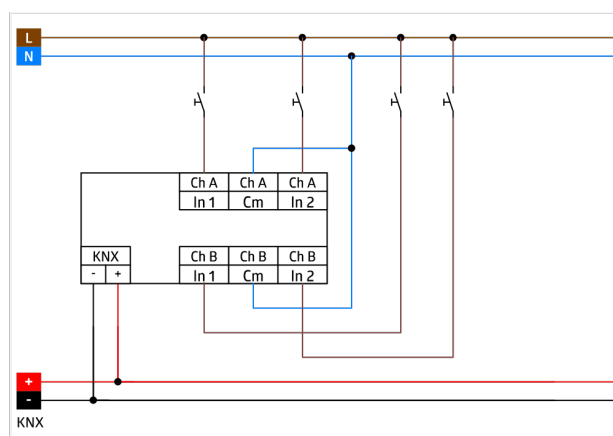 L
N
Ch A Ch A Ch A
In 1 Cm In 2
KNX
- +
Ch B Ch B Ch B
In 1 Cm In 2
+
-
KNX